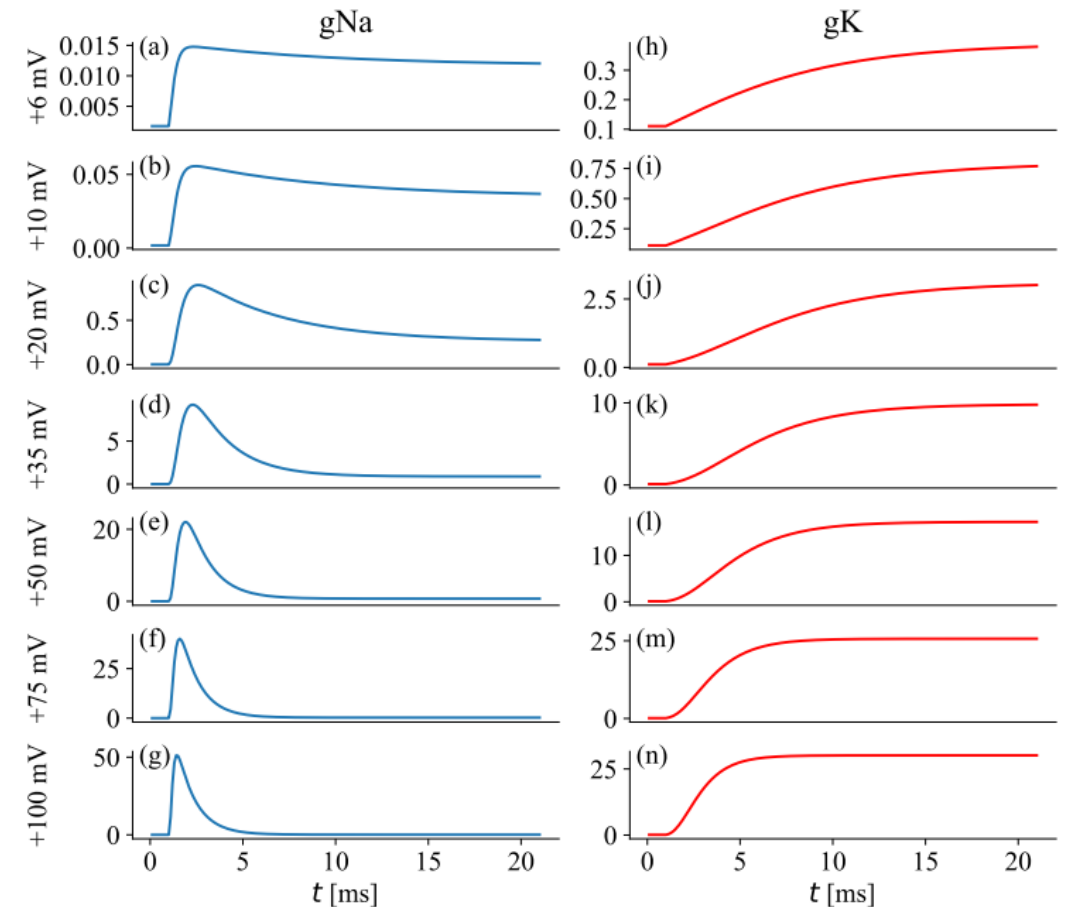 gNa
gK
+6 mV
0.015
0.010
0.005
(a)
0.3
0.2
0.1
(h)
+10 mV
0.05
0.00
(b)
0.75
0.50
0.25
(i)
+20 mV
0.5
0.0
(c)
2.5
0.0
(j)
+35 mV
5
0
(d)
10
0
(k)
+50 mV
20
0
(e)
10
0
(l)
+75 mV
25
0
(f)
25
0
(m)
+100 mV
50
0
(g)
25
0
(n)
0 5 10 15 20
t [ms]
0 5 10 15 20
t [ms]